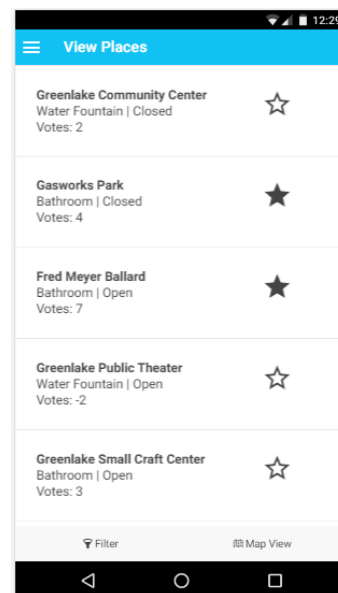 12:29
View Places
Greenlake Community Center
Water Fountain | Closed
Votes: 2
Gasworks Park
Bathroom | Closed
Votes: 4
Fred Meyer Ballard
Bathroom | Open
Votes: 7
Greenlake Public Theater
Water Fountain | Open
Votes: -2
Greenlake Small Craft Center
Bathroom | Open
Votes: 3
Filter
Map View